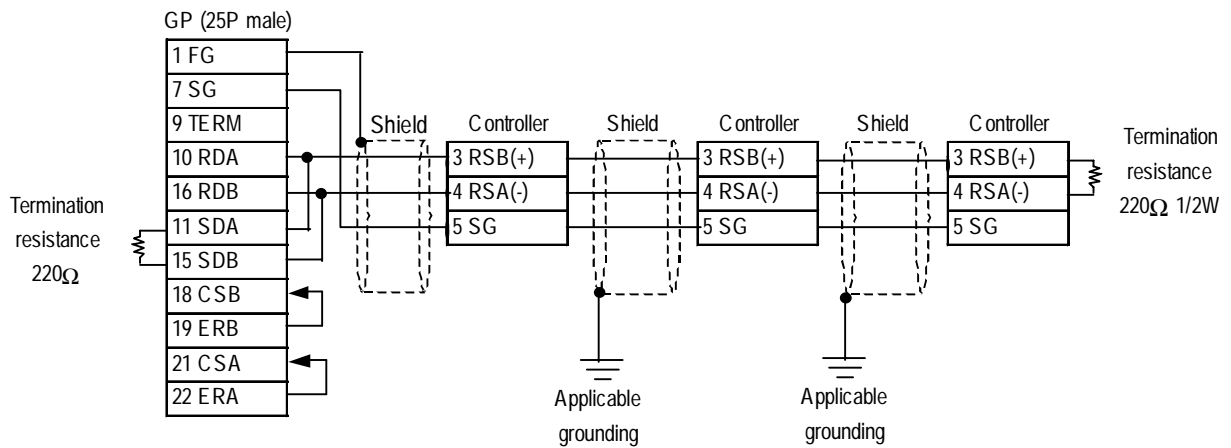 GP (25P male)
1 FG
7 SG
9 TERM
10 RDA
16 RDB
11 SDA
15 SDB
18 CSB
19 ERB
21 CSA
22 ERA
Termination
resistance
220Ω
Shield
Controller
3 RSB(+)
4 RSA(-)
5 SG
Shield
Applicable
grounding
Controller
3 RSB(+)
4 RSA(-)
5 SG
Shield
Applicable
grounding
Controller
3 RSB(+)
4 RSA(-)
5 SG
Termination
resistance
220Ω 1/2W